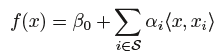 f(x) = β₀ + ∑_{i∈𝒮} αᵢ⟨x, xᵢ⟩